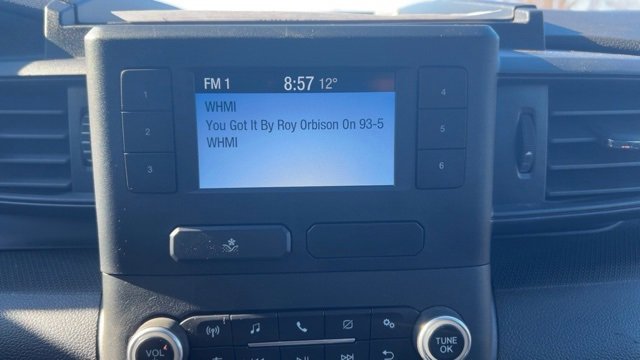 FM 1 8:57 12°
WHMI
You Got It By Roy Orbison On 93-5
WHMI
1
2
3
4
5
6
VOL
TUNE
OK